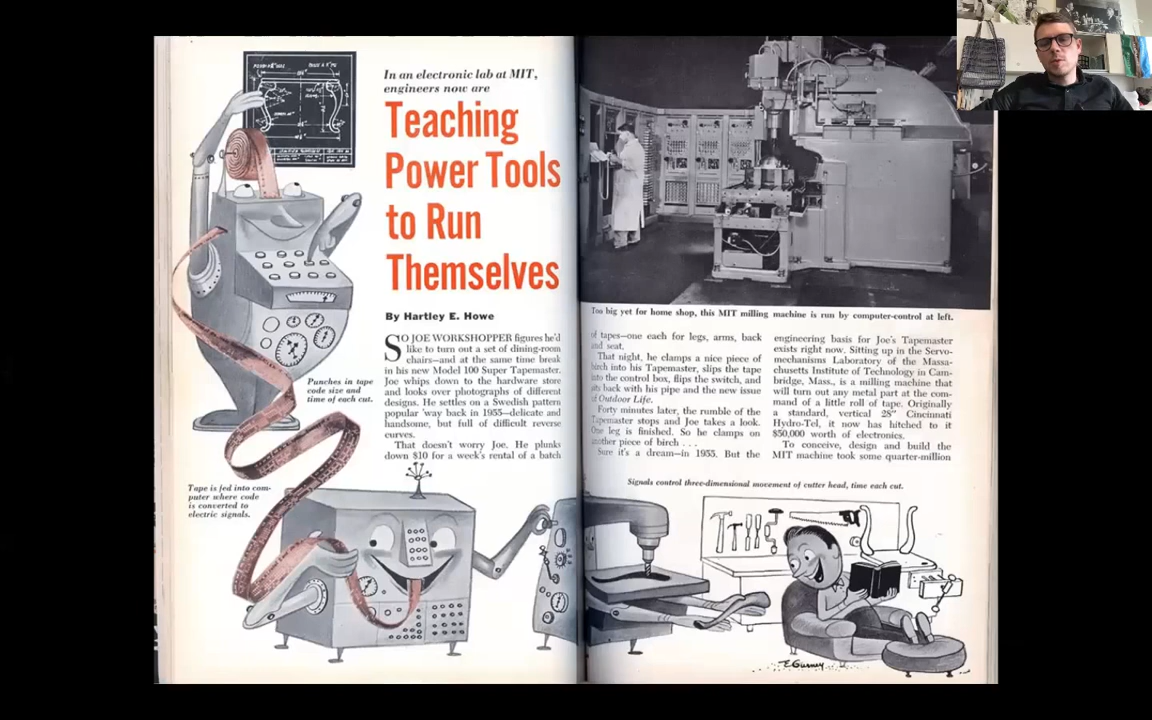 In an electronic lab at MIT,
engineers now are
Teaching
Power Tools
to Run
Themselves
By Hartley E. Howe
SO JOE WORKSHOPPER figures he'd
like to turn out a set of dining-room
chairs—and at the same time break
in his new Model 100 Super Tapemaster.
Joe whips down to the hardware store
and looks over photographs of different
designs. He settles on a Swedish pattern
popular 'way back in 1955—delicate and
handsome, but full of difficult reverse
curves.
That doesn't worry Joe. He plunks
down $10 for a week's rental of a batch
Punches in tape
code size and
time of each cut.
Tape is fed into com-
puter where code
is converted to
electric signals.
Too big yet for home shop, this MIT milling machine is run by computer-control at left.
of tapes—one each for legs, arms, back
and seat.
That night, he clamps a nice piece of
birch into his Tapemaster, slips the tape
into the control box, flips the switch, and
sits back with his pipe and the new issue
of Outdoor Life.
Forty minutes later, the rumble of the
Tapemaster stops and Joe takes a look.
One leg is finished. So he clamps on
another piece of birch . . .
Sure it's a dream—in 1955. But the
engineering basis for Joe's Tapemaster
exists right now. Sitting up in the Servo-
mechanisms Laboratory of the Massa-
chusetts Institute of Technology in Cam-
bridge, Mass., is a milling machine that
will turn out any metal part at the com-
mand of a little roll of tape. Originally
a standard, vertical 28" Cincinnati
Hydro-Tel, it now has hitched to it
$50,000 worth of electronics.
To conceive, design and build the
MIT machine took some quarter-million
Signals control three-dimensional movement of cutter head, time each cut.
E Gurney